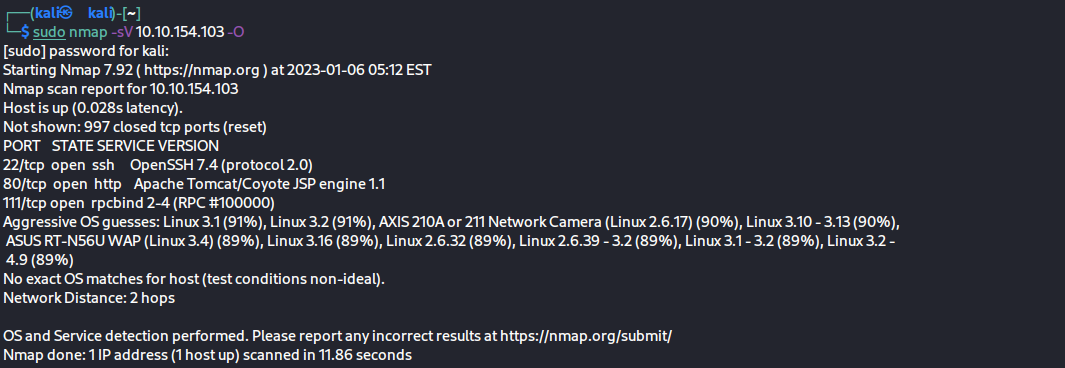 ┌──(kali㉿ kali)-[~]
└─$ sudo nmap -sV 10.10.154.103 -O
[sudo] password for kali:
Starting Nmap 7.92 ( https://nmap.org ) at 2023-01-06 05:12 EST
Nmap scan report for 10.10.154.103
Host is up (0.028s latency).
Not shown: 997 closed tcp ports (reset)
PORT STATE SERVICE VERSION
22/tcp open ssh OpenSSH 7.4 (protocol 2.0)
80/tcp open http Apache Tomcat/Coyote JSP engine 1.1
111/tcp open rpcbind 2-4 (RPC #100000)
Aggressive OS guesses: Linux 3.1 (91%), Linux 3.2 (91%), AXIS 210A or 211 Network Camera (Linux 2.6.17) (90%), Linux 3.10 - 3.13 (90%),
ASUS RT-N56U WAP (Linux 3.4) (89%), Linux 3.16 (89%), Linux 2.6.32 (89%), Linux 2.6.39 - 3.2 (89%), Linux 3.1 - 3.2 (89%), Linux 3.2 -
4.9 (89%)
No exact OS matches for host (test conditions non-ideal).
Network Distance: 2 hops
OS and Service detection performed. Please report any incorrect results at https://nmap.org/submit/
Nmap done: 1 IP address (1 host up) scanned in 11.86 seconds